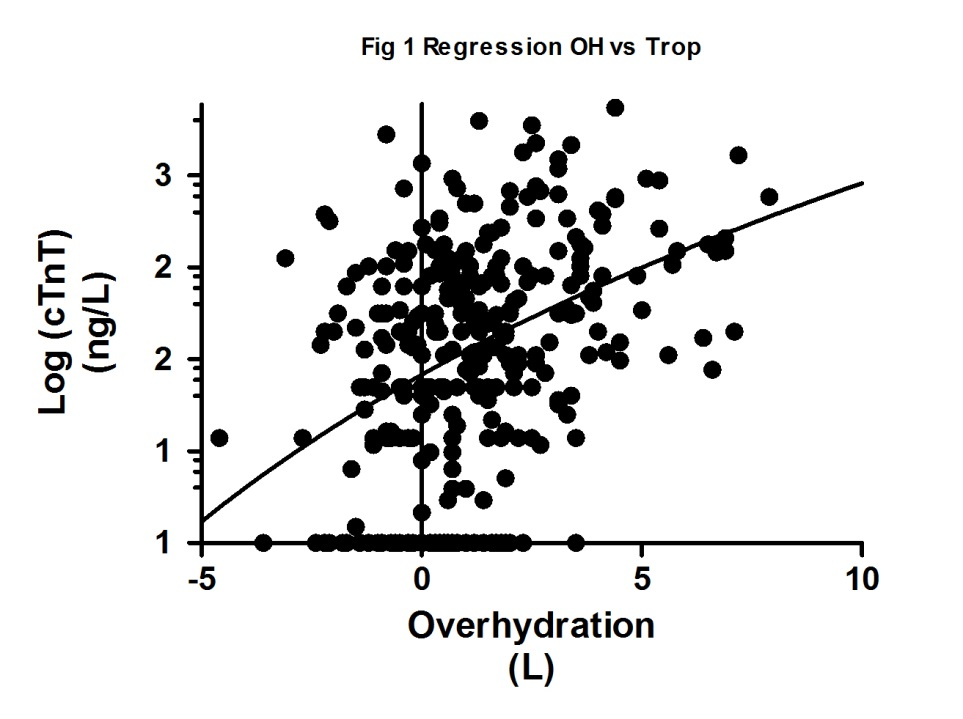 Fig 1 Regression OH vs Trop
3
2
2
1
1
Log (cTnT)
(ng/L)
-5 0 5 10
Overhydration
(L)